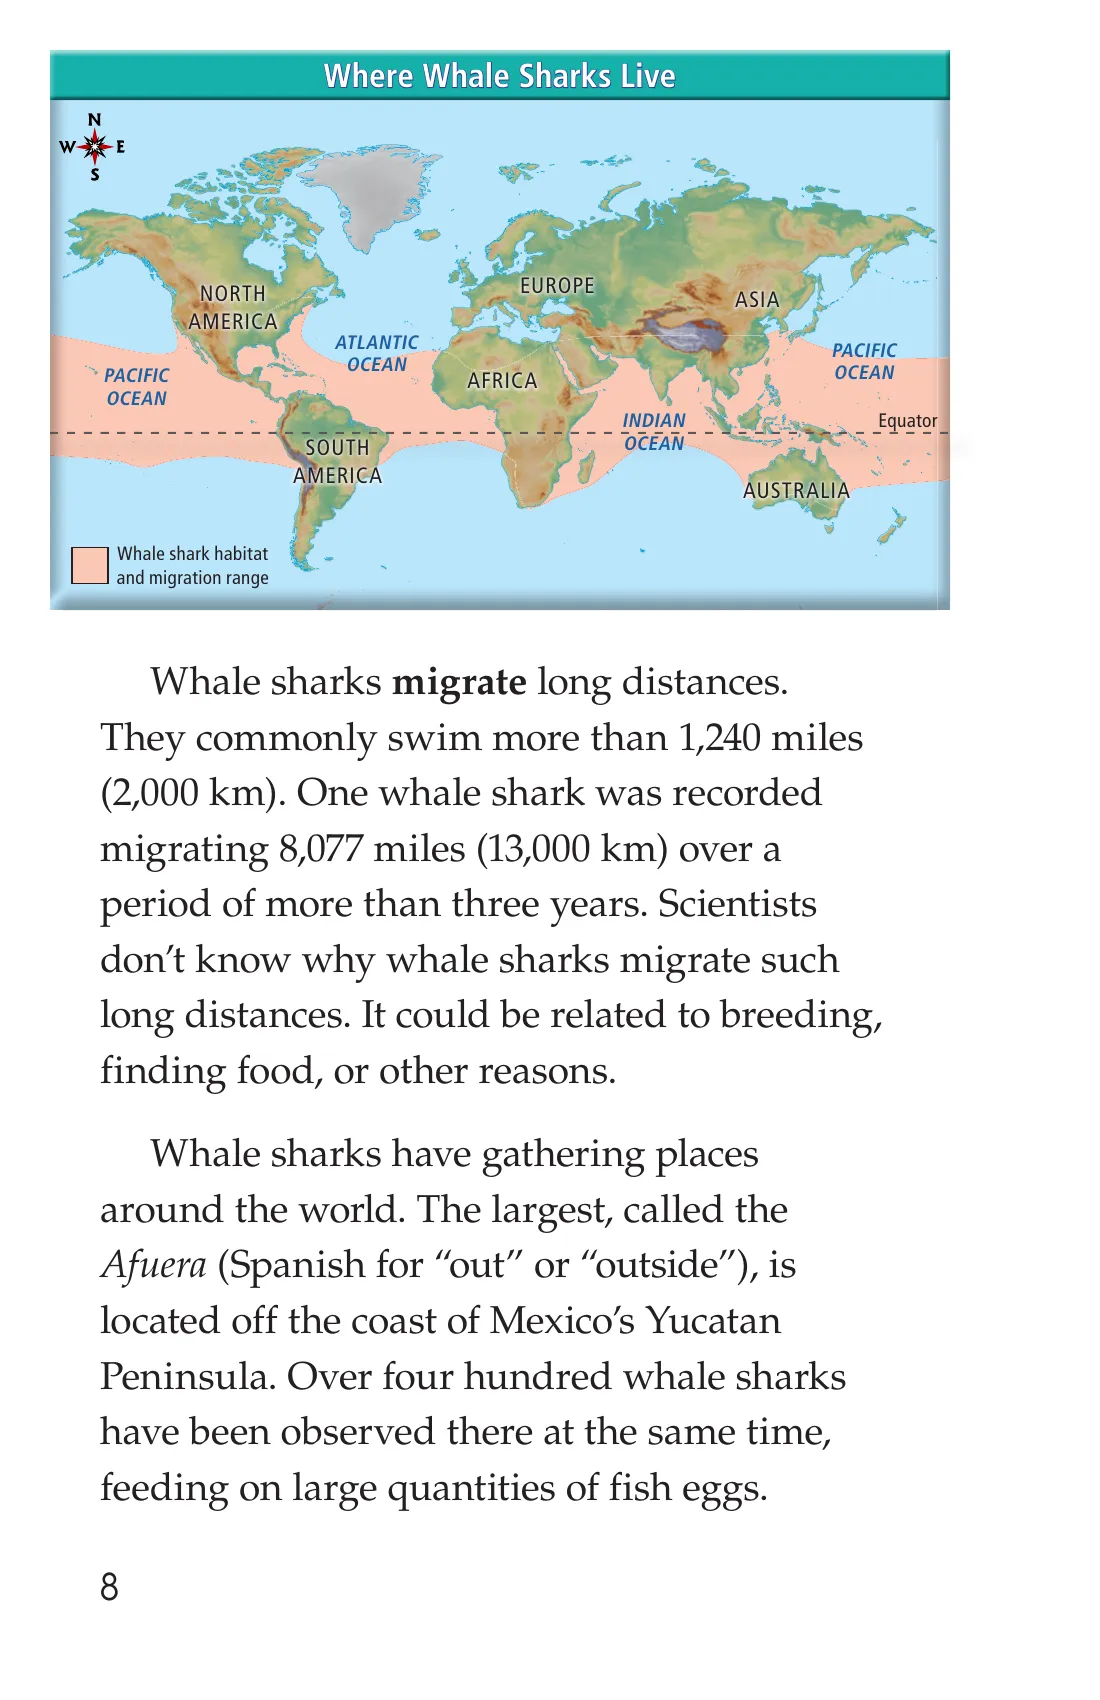 Where Whale Sharks Live
N
W E
S
NORTH
AMERICA
EUROPE
ASIA
ATLANTIC
OCEAN
PACIFIC
OCEAN
PACIFIC
OCEAN
AFRICA
INDIAN
OCEAN
Equator
SOUTH
AMERICA
AUSTRALIA
Whale shark habitat
and migration range
Whale sharks migrate long distances.
They commonly swim more than 1,240 miles
(2,000 km). One whale shark was recorded
migrating 8,077 miles (13,000 km) over a
period of more than three years. Scientists
don’t know why whale sharks migrate such
long distances. It could be related to breeding,
finding food, or other reasons.
Whale sharks have gathering places
around the world. The largest, called the
Afuera (Spanish for “out” or “outside”), is
located off the coast of Mexico’s Yucatan
Peninsula. Over four hundred whale sharks
have been observed there at the same time,
feeding on large quantities of fish eggs.
8